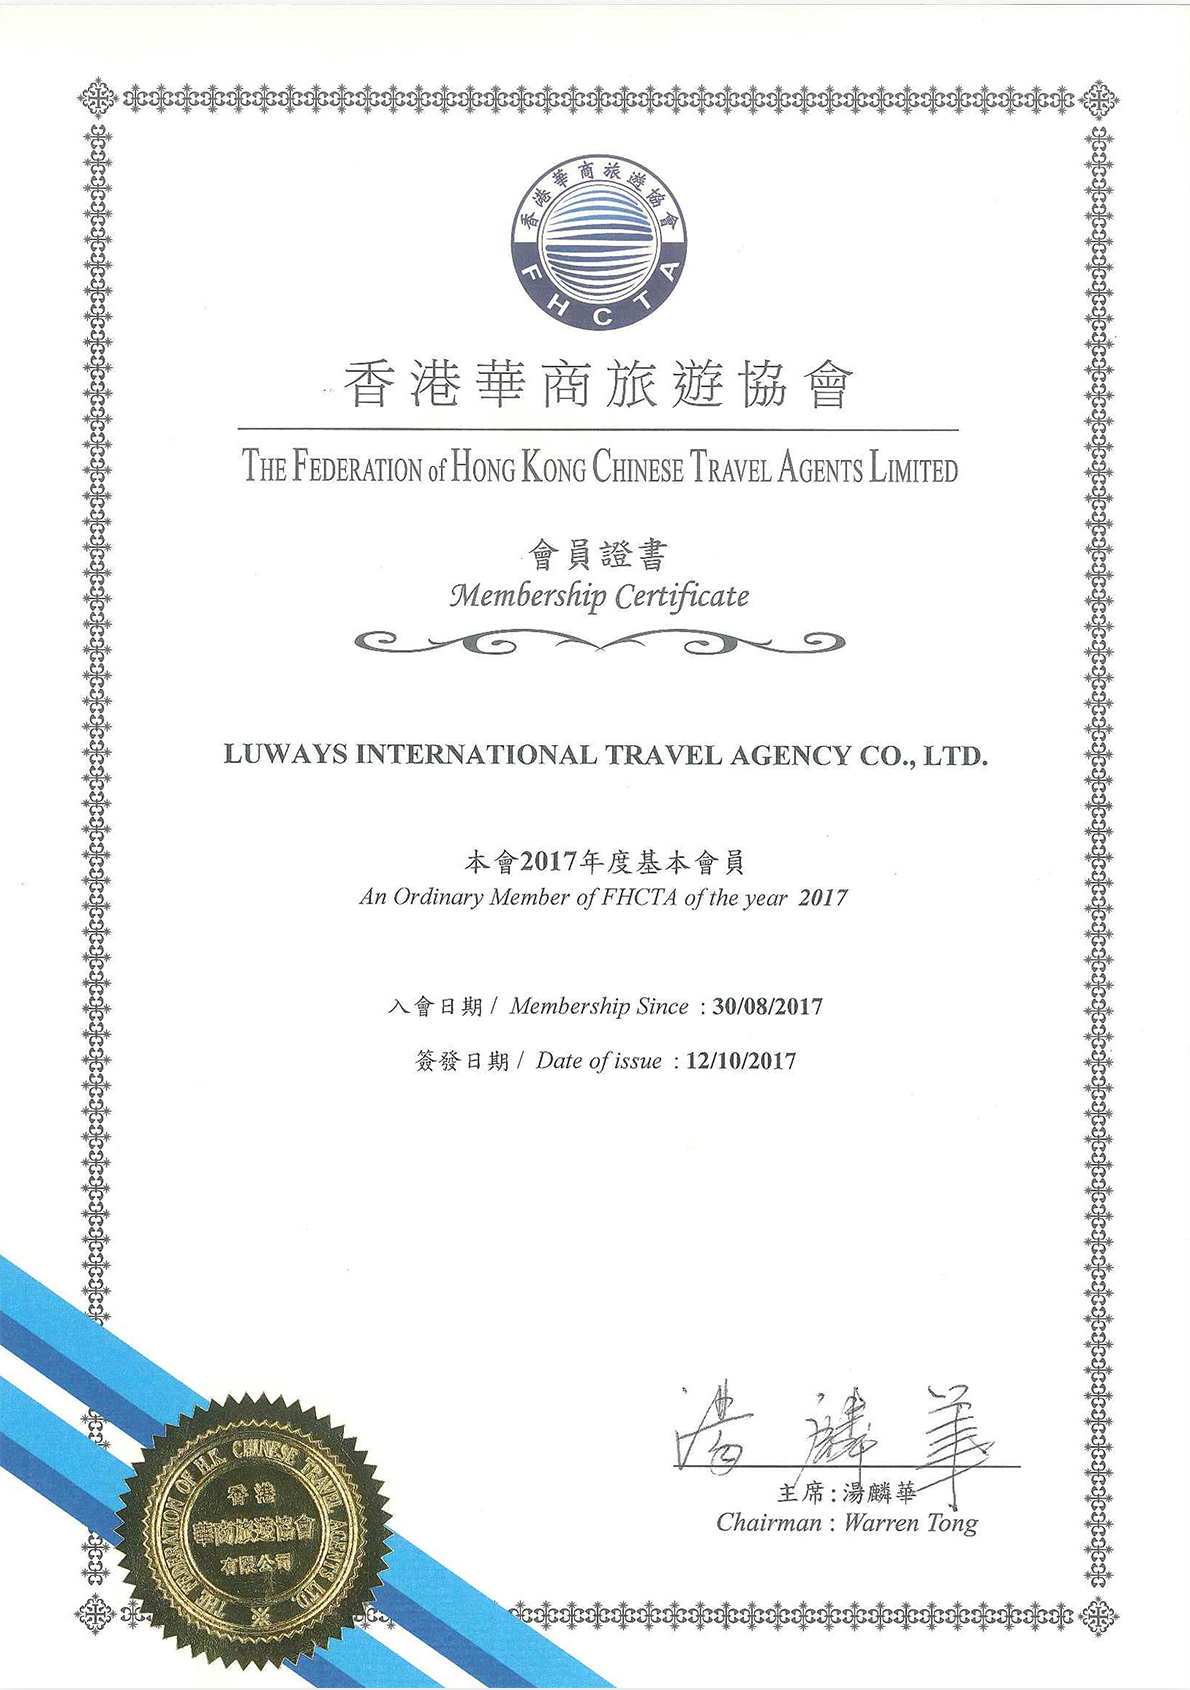 香港華商旅遊協會
FHCTA
香港華商旅遊協會
THE FEDERATION of HONG KONG CHINESE TRAVEL AGENTS LIMITED
會員證書
Membership Certificate
LUWAYS INTERNATIONAL TRAVEL AGENCY CO., LTD.
本會2017年度基本會員
An Ordinary Member of FHCTA of the year 2017
入會日期 / Membership Since : 30/08/2017
簽發日期 / Date of issue : 12/10/2017
湯麟華
主席:湯麟華
Chairman : Warren Tong
THE FEDERATION OF H.K. CHINESE TRAVEL AGENTS LTD.
香港
華商旅遊協會
有限公司